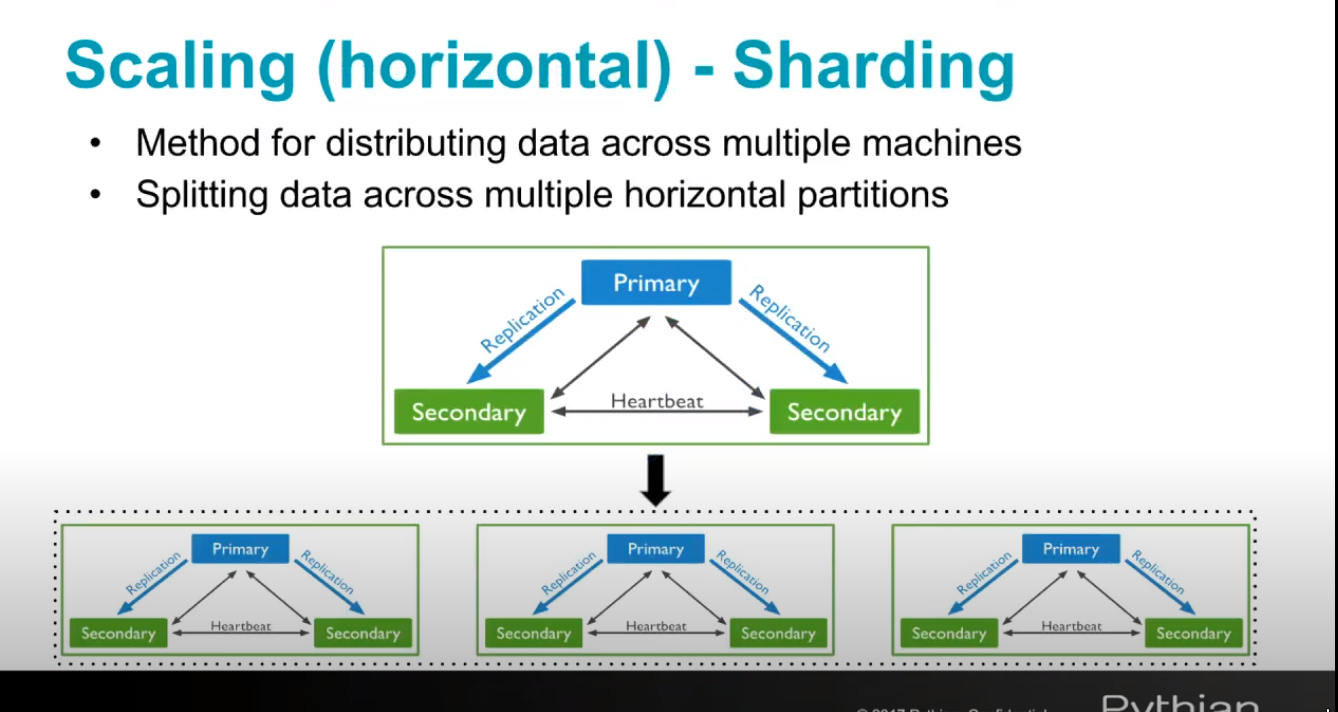 Scaling (horizontal) - Sharding
• Method for distributing data across multiple machines
• Splitting data across multiple horizontal partitions
Primary
Replication
Replication
Heartbeat
Secondary
Secondary
Primary
Replication
Replication
Heartbeat
Secondary
Secondary
Primary
Replication
Replication
Heartbeat
Secondary
Secondary
Primary
Replication
Replication
Heartbeat
Secondary
Secondary
© 2017 Pythian. Confidential
Pythian